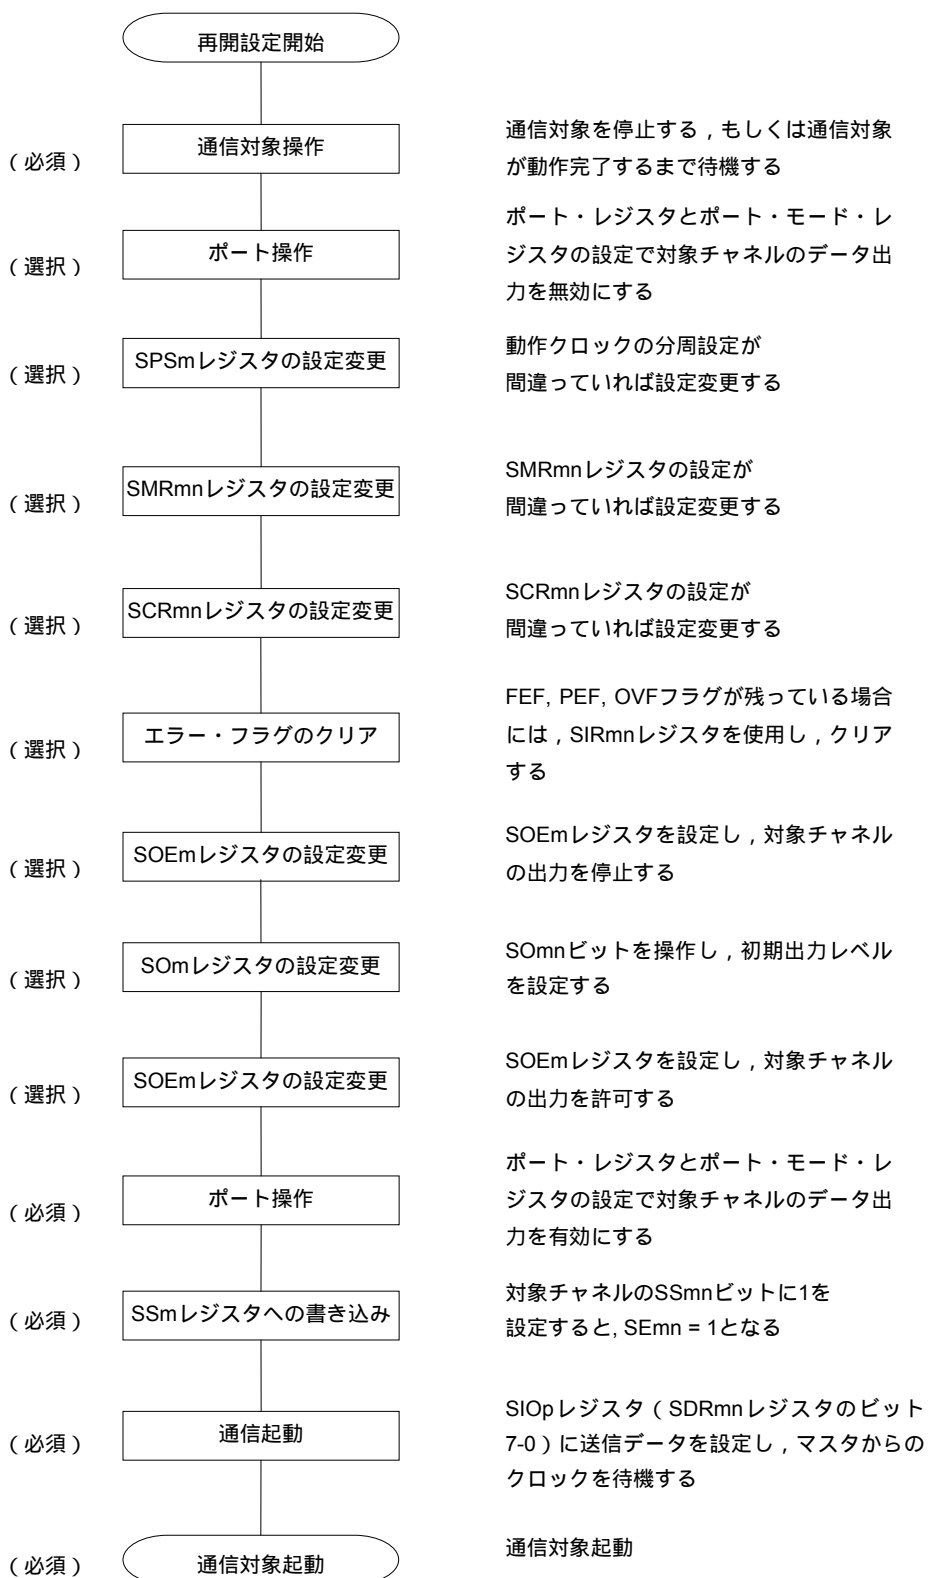 再開設定開始
(必須)
通信対象操作
通信対象を停止する,もしくは通信対象
が動作完了するまで待機する
(選択)
ポート操作
ポート・レジスタとポート・モード・レ
ジスタの設定で対象チャネルのデータ出
力を無効にする
(選択)
SPSmレジスタの設定変更
動作クロックの分周設定が
間違っていれば設定変更する
(選択)
SMRmnレジスタの設定変更
SMRmnレジスタの設定が
間違っていれば設定変更する
(選択)
SCRmnレジスタの設定変更
SCRmnレジスタの設定が
間違っていれば設定変更する
(選択)
エラー・フラグのクリア
FEF, PEF, OVFフラグが残っている場合
には,SIRmnレジスタを使用し,クリア
する
(選択)
SOEmレジスタの設定変更
SOEmレジスタを設定し,対象チャネル
の出力を停止する
(選択)
SOmレジスタの設定変更
SOmnビットを操作し,初期出力レベル
を設定する
(選択)
SOEmレジスタの設定変更
SOEmレジスタを設定し,対象チャネル
の出力を許可する
(必須)
ポート操作
ポート・レジスタとポート・モード・レ
ジスタの設定で対象チャネルのデータ出
力を有効にする
(必須)
SSmレジスタへの書き込み
対象チャネルのSSmnビットに1を
設定すると, SEmn = 1となる
(必須)
通信起動
SIOpレジスタ(SDRmnレジスタのビット
7-0)に送信データを設定し,マスタからの
クロックを待機する
(必須)
通信対象起動
通信対象起動